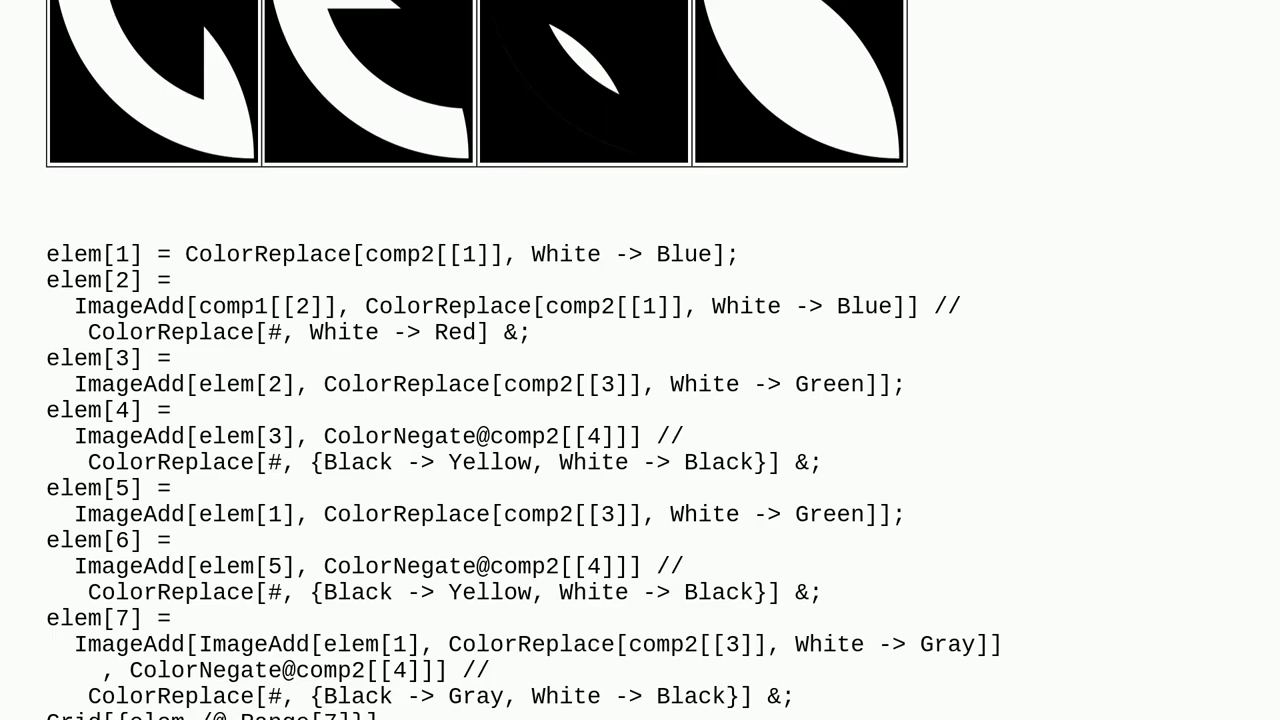 elem[1] = ColorReplace[comp2[[1]], White -> Blue];
elem[2] =
  ImageAdd[comp1[[2]], ColorReplace[comp2[[1]], White -> Blue]] //
   ColorReplace[#, White -> Red] &;
elem[3] =
  ImageAdd[elem[2], ColorReplace[comp2[[3]], White -> Green]];
elem[4] =
  ImageAdd[elem[3], ColorNegate@comp2[[4]]] //
   ColorReplace[#, {Black -> Yellow, White -> Black}] &;
elem[5] =
  ImageAdd[elem[1], ColorReplace[comp2[[3]], White -> Green]];
elem[6] =
  ImageAdd[elem[5], ColorNegate@comp2[[4]]] //
   ColorReplace[#, {Black -> Yellow, White -> Black}] &;
elem[7] =
  ImageAdd[ImageAdd[elem[1], ColorReplace[comp2[[3]], White -> Gray]]
    , ColorNegate@comp2[[4]]] //
   ColorReplace[#, {Black -> Gray, White -> Black}] &;
Grid[{elem /@ Range[7]}]